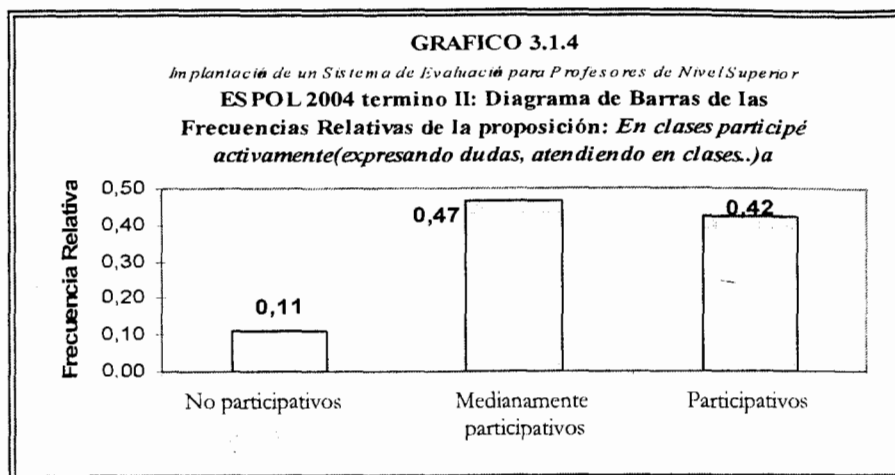 GRAFICO 3.1.4
Implantació de un Sistema de Evaluació para Profesores de Nivel Superior
ESPOL 2004 termino II: Diagrama de Barras de las
Frecuencias Relativas de la proposición: En clases participé
activamente(expresando dudas, atendiendo en clases..)a
Frecuencia Relativa
0,50
0,40
0,30
0,20
0,10
0,00
0,11
0,47
0,42
No participativos
Medianamente
participativos
Participativos